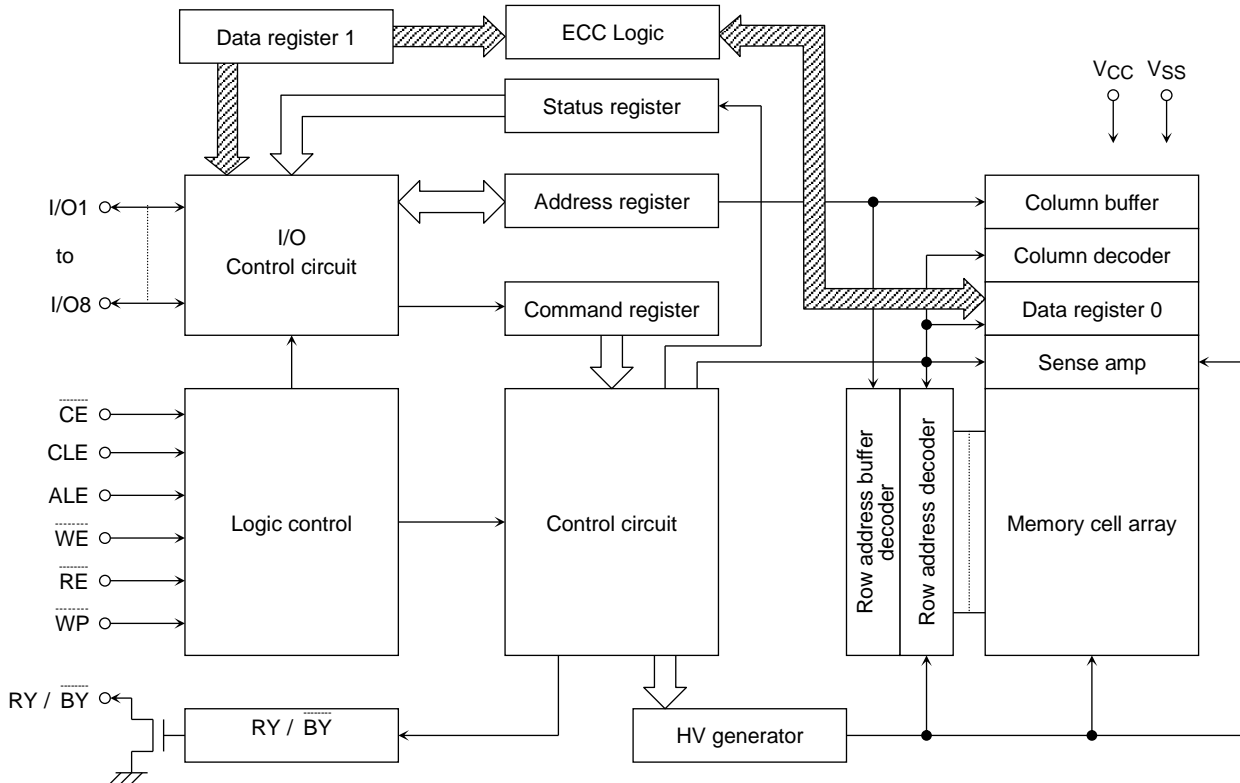 Data register 1
ECC Logic
VCC
VSS
Status register
I/O1
to
I/O8
I/O
Control circuit
Address register
Column buffer
Column decoder
Command register
Data register 0
Sense amp
CE
CLE
ALE
WE
RE
WP
Logic control
Control circuit
Row address buffer
decoder
Row address decoder
Memory cell array
RY / BY
RY / BY
HV generator